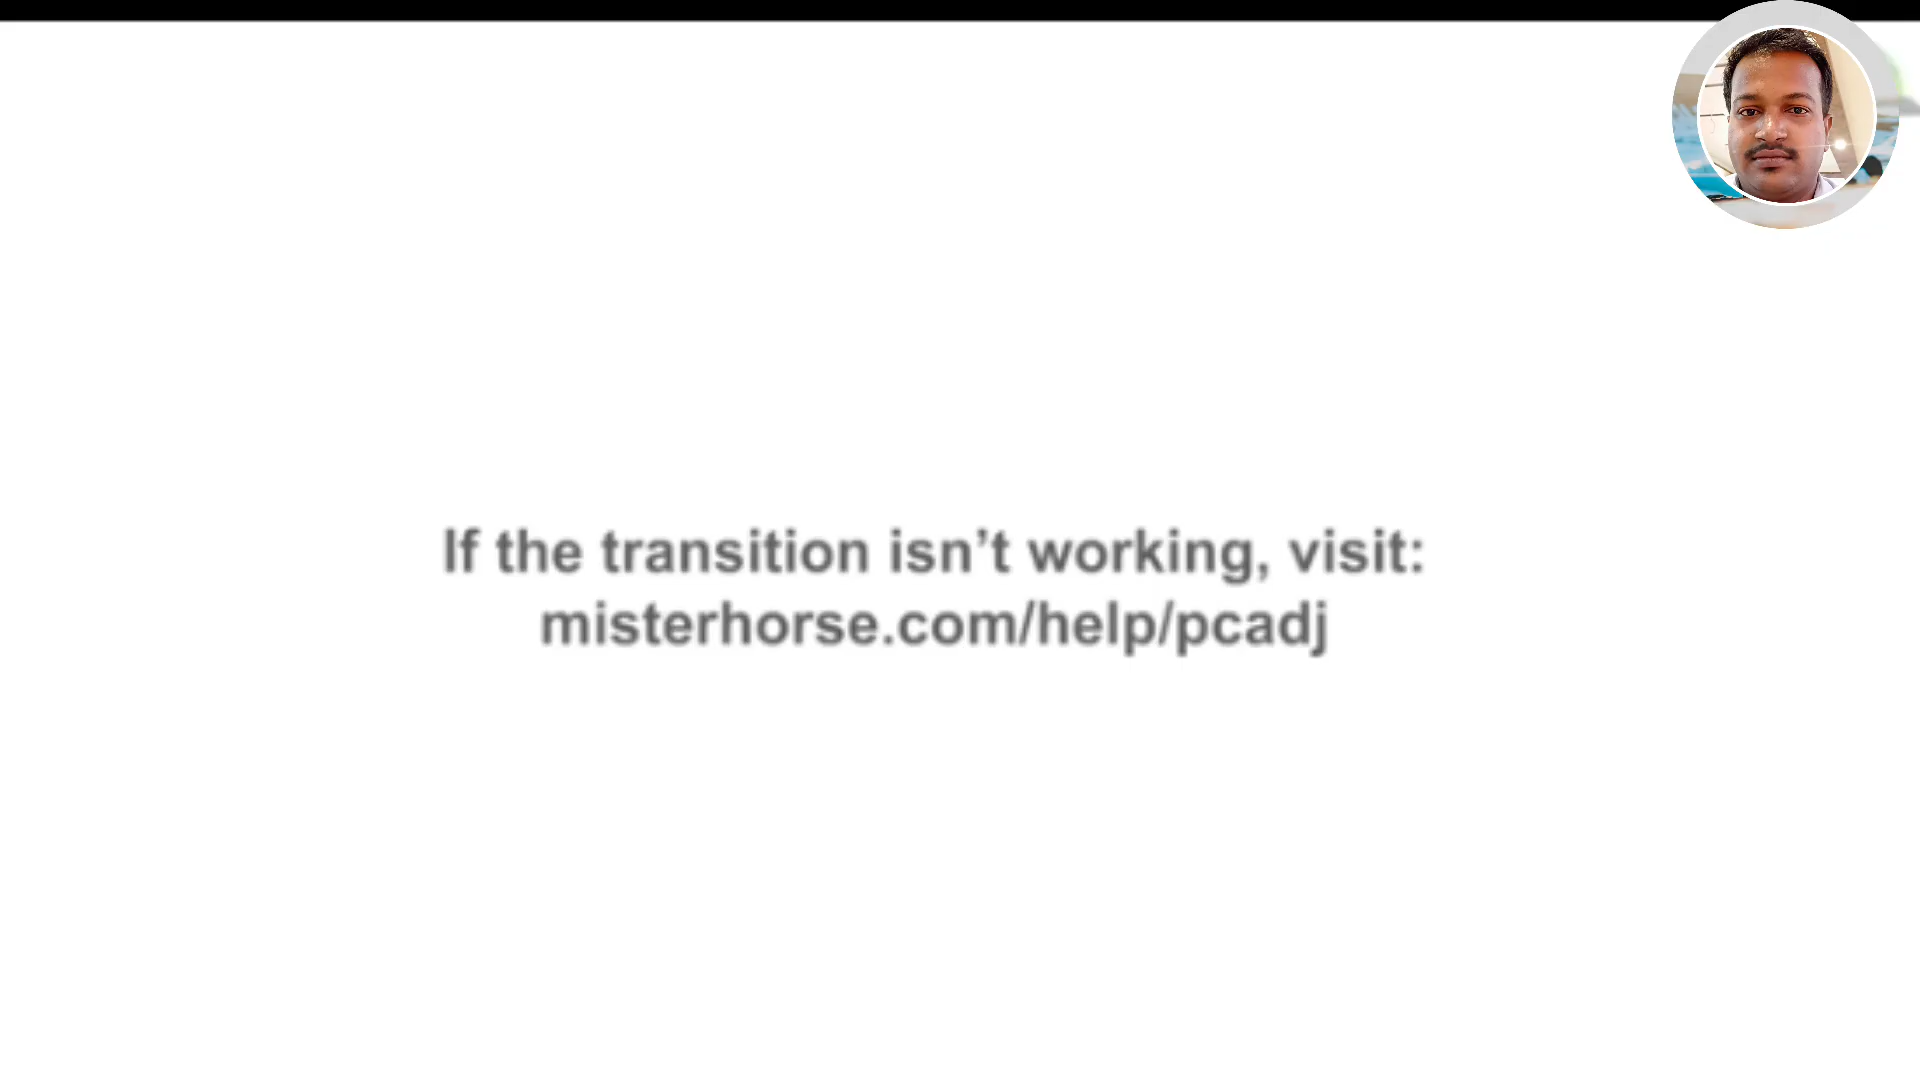 If the transition isn’t working, visit:
misterhorse.com/help/pcadj